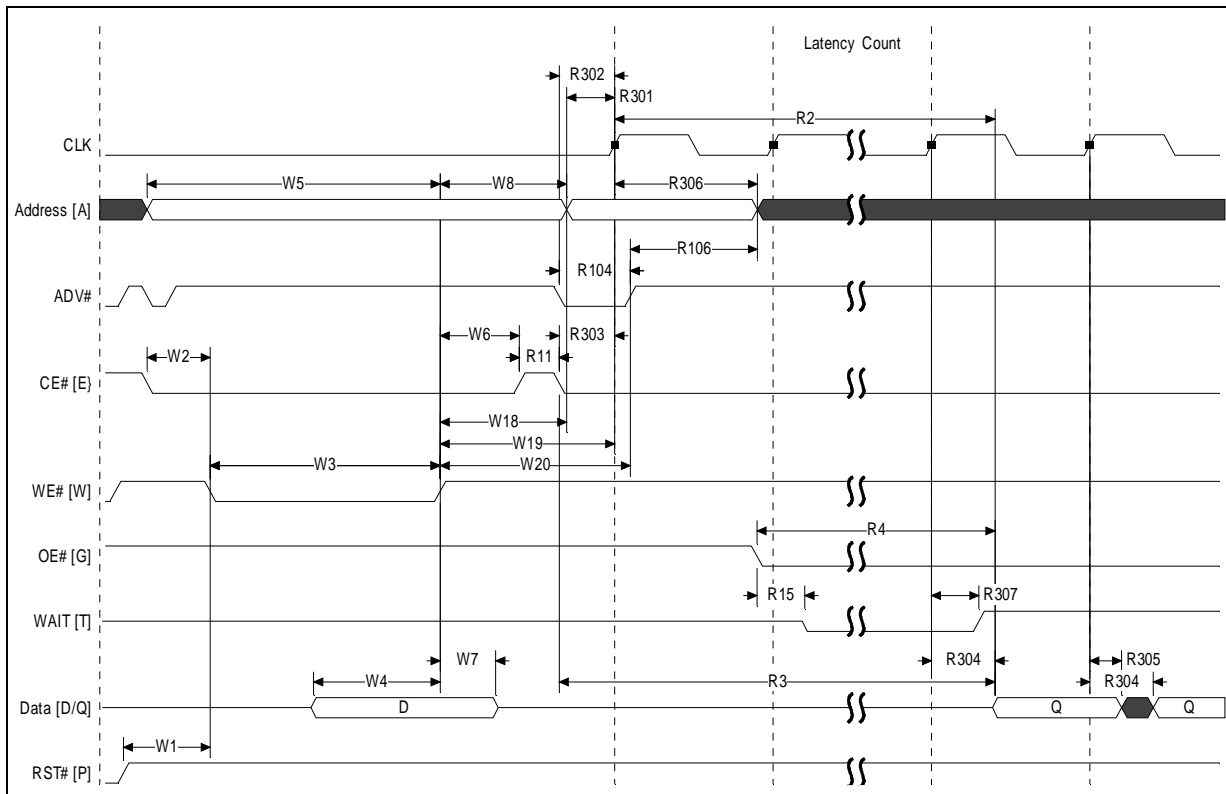 Latency Count
R302
R301
R2
CLK
W5
W8
R306
Address [A]
R106
R104
ADV#
W6
R303
W2
R11
CE# [E}
W18
W19
W3
W20
WE# [W]
R4
OE# [G]
R15
R307
WAIT [T]
W7
R304
R305
W4
R3
R304
Data [D/Q]
D
Q
Q
W1
RST# [P]